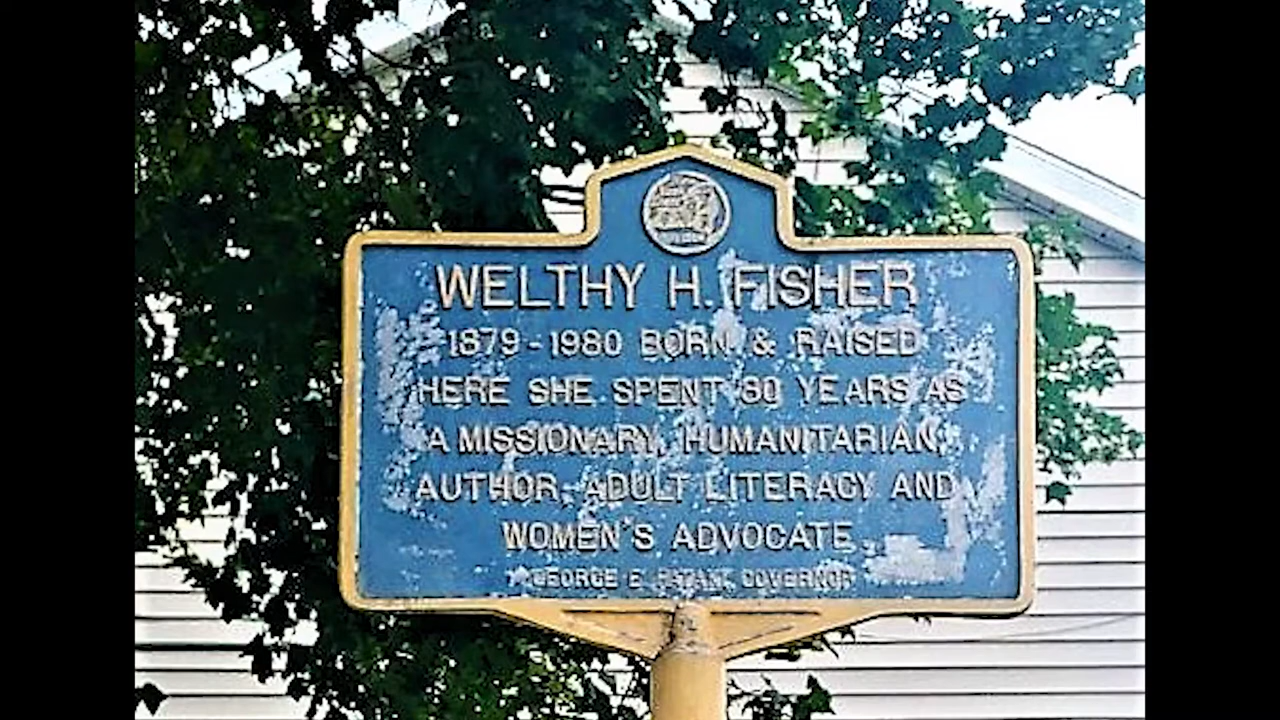 WELTHY H. FISHER
1879-1980 BORN & RAISED
HERE SHE SPENT 80 YEARS AS
A MISSIONARY, HUMANITARIAN,
AUTHOR, ADULT LITERACY AND
WOMEN'S ADVOCATE
GEORGE E. PATAKI, GOVERNOR